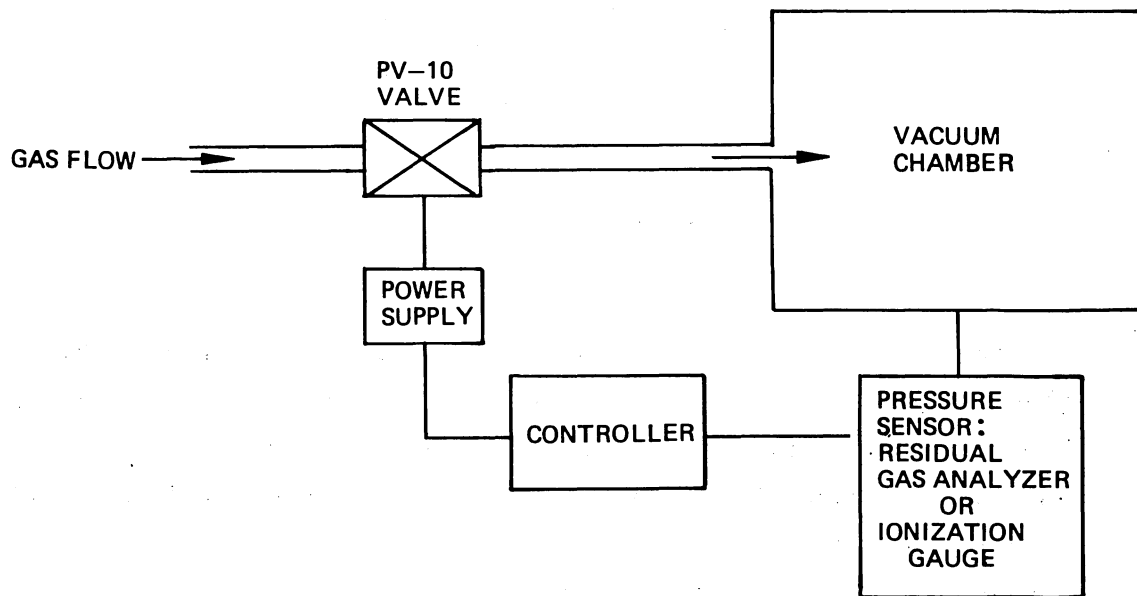 PV–10
VALVE
GAS FLOW
VACUUM
CHAMBER
POWER
SUPPLY
CONTROLLER
PRESSURE
SENSOR:
RESIDUAL
GAS ANALYZER
OR
IONIZATION
GAUGE